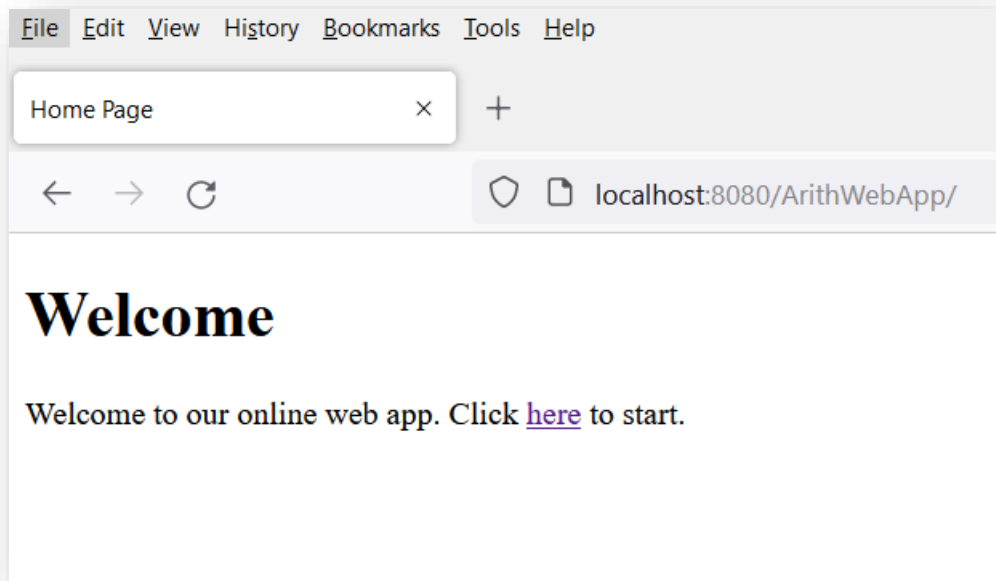 File Edit View History Bookmarks Tools Help
Home Page
localhost:8080/ArithWebApp/
Welcome
Welcome to our online web app. Click here to start.